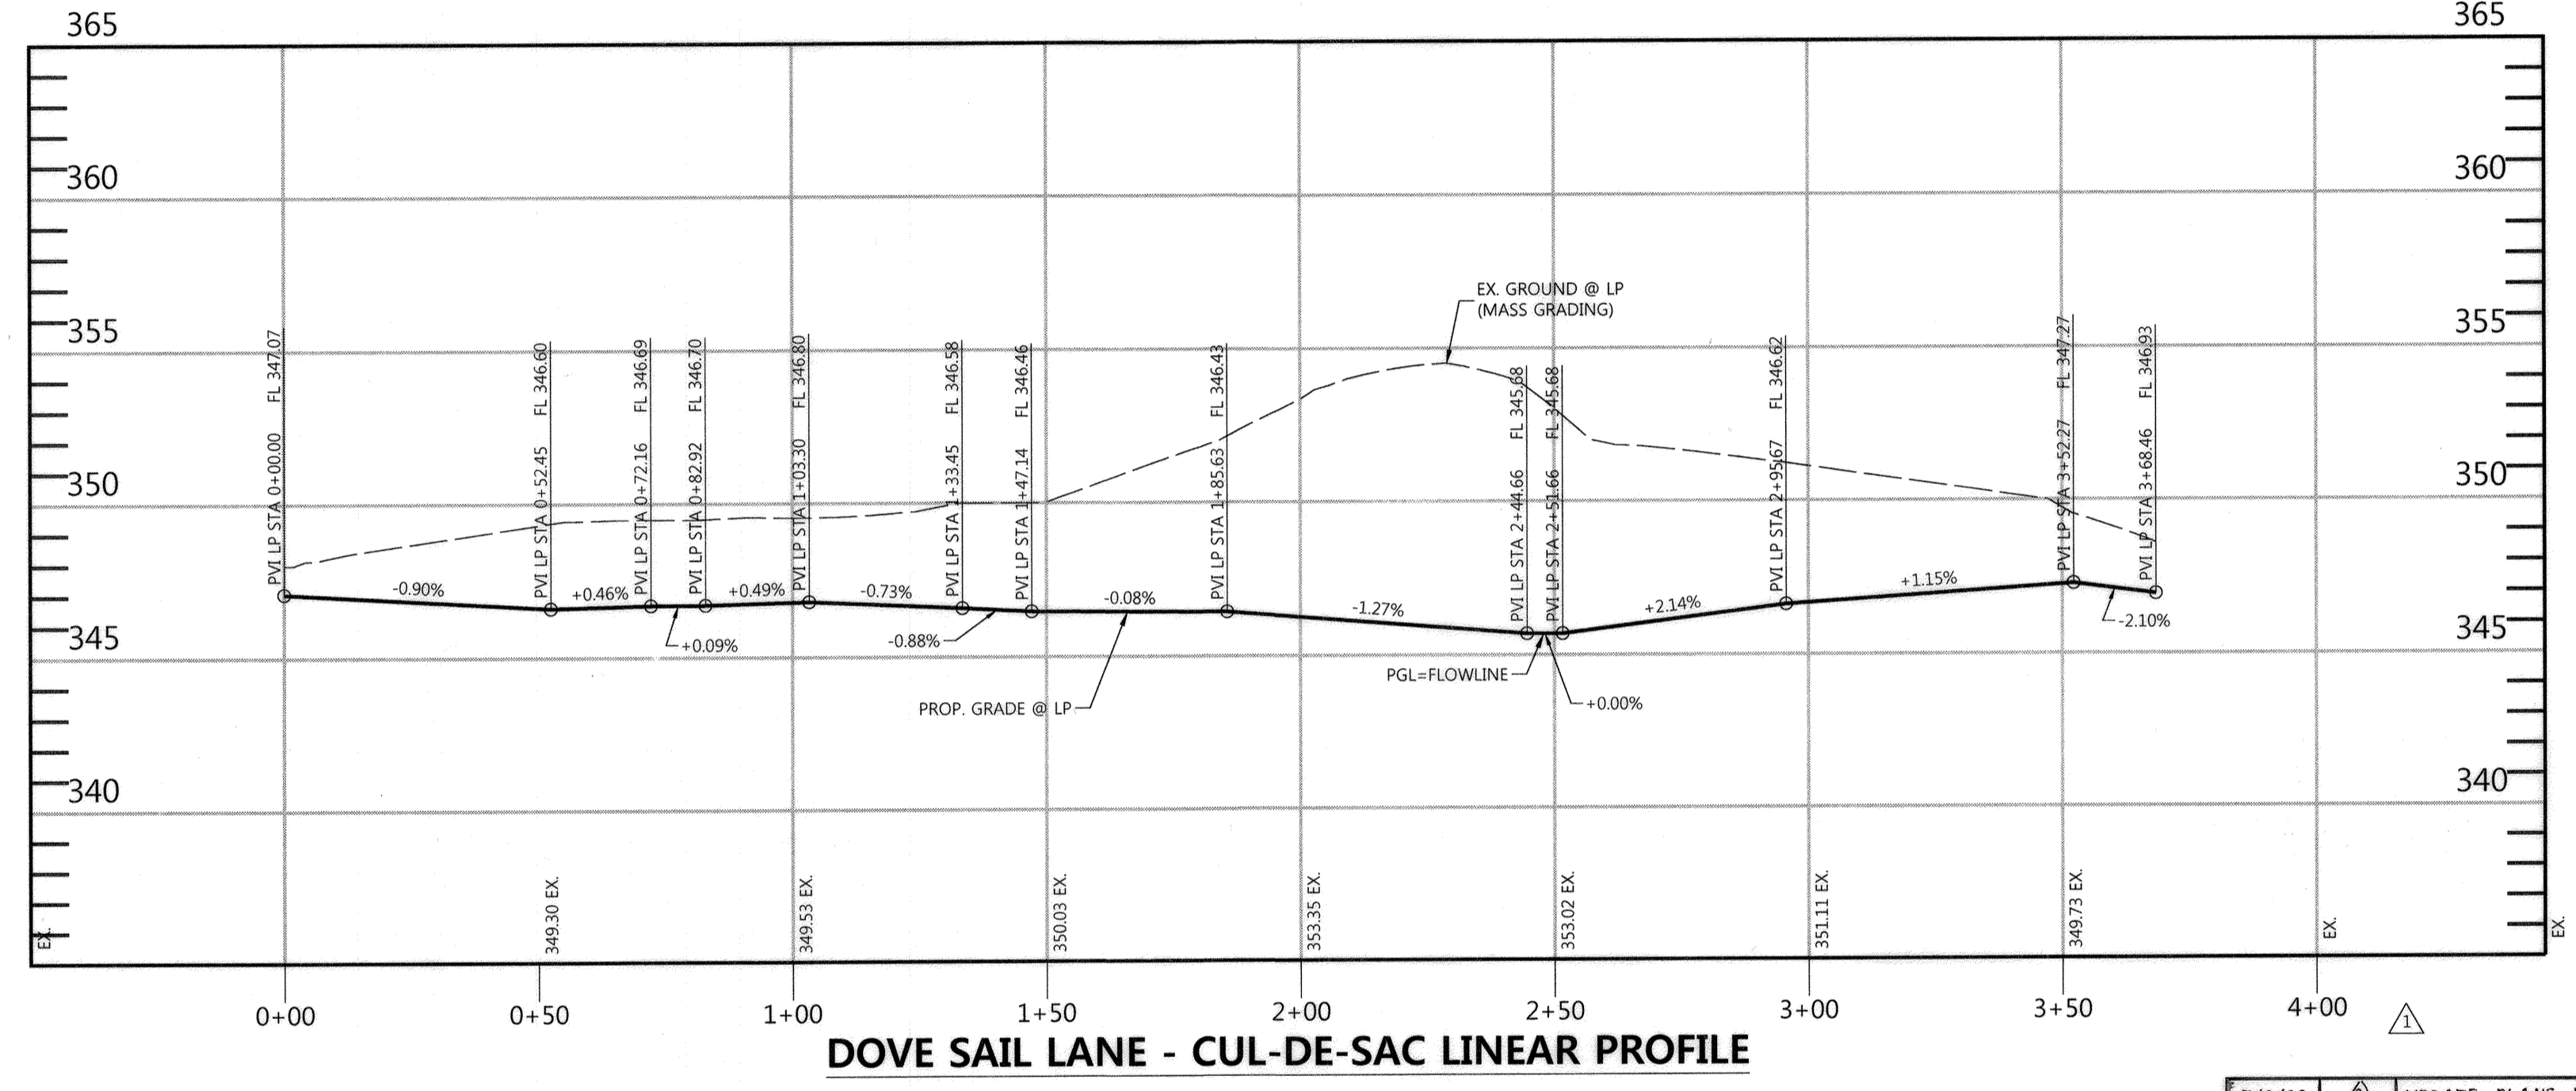 365
365
360
360
355
355
350
350
345
345
340
340
PVI LP STA 0+00.00 FL 347.07
PVI LP STA 0+52.45 FL 346.60
PVI LP STA 0+72.16 FL 346.69
PVI LP STA 0+82.92 FL 346.70
PVI LP STA 1+03.30 FL 346.80
PVI LP STA 1+33.45 FL 346.58
PVI LP STA 1+47.14 FL 346.46
PVI LP STA 1+85.63 FL 346.43
PVI LP STA 2+44.66 FL 345.68
PVI LP STA 2+51.66 FL 345.68
PVI LP STA 2+95.67 FL 346.62
PVI LP STA 3+52.27 FL 347.27
PVI LP STA 3+68.46 FL 346.93
EX. GROUND @ LP
(MASS GRADING)
-0.90%
+0.46%
+0.09%
+0.49%
-0.73%
-0.88%
-0.08%
-1.27%
+0.00%
+2.14%
+1.15%
-2.10%
PROP. GRADE @ LP
PGL=FLOWLINE
EX.
349.30 EX.
349.53 EX.
350.03 EX.
353.35 EX.
353.02 EX.
351.11 EX.
349.73 EX.
EX.
EX.
0+00
0+50
1+00
1+50
2+00
2+50
3+00
3+50
4+00
1
DOVE SAIL LANE - CUL-DE-SAC LINEAR PROFILE